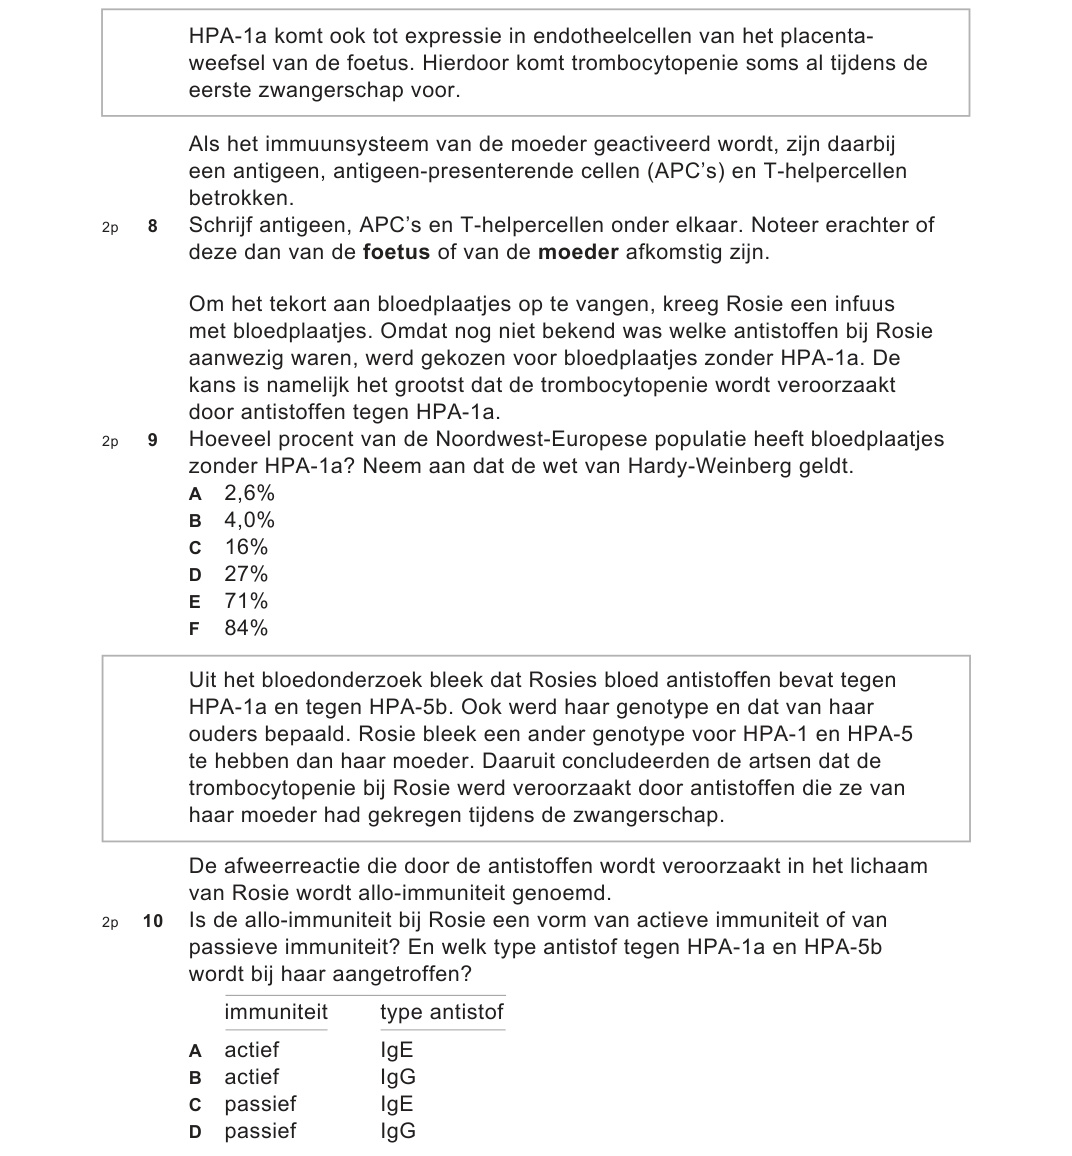 HPA-1a komt ook tot expressie in endotheelcellen van het placenta-
weefsel van de foetus. Hierdoor komt trombocytopenie soms al tijdens de
eerste zwangerschap voor.
Als het immuunsysteem van de moeder geactiveerd wordt, zijn daarbij
een antigeen, antigeen-presenterende cellen (APC's) en T-helpercellen
betrokken.
2p 8 Schrijf antigeen, APC's en T-helpercellen onder elkaar. Noteer erachter of
deze dan van de foetus of van de moeder afkomstig zijn.
Om het tekort aan bloedplaatjes op te vangen, kreeg Rosie een infuus
met bloedplaatjes. Omdat nog niet bekend was welke antistoffen bij Rosie
aanwezig waren, werd gekozen voor bloedplaatjes zonder HPA-1a. De
kans is namelijk het grootst dat de trombocytopenie wordt veroorzaakt
door antistoffen tegen HPA-1a.
2p 9 Hoeveel procent van de Noordwest-Europese populatie heeft bloedplaatjes
zonder HPA-1a? Neem aan dat de wet van Hardy-Weinberg geldt.
A 2,6%
B 4,0%
C 16%
D 27%
E 71%
F 84%
Uit het bloedonderzoek bleek dat Rosies bloed antistoffen bevat tegen
HPA-1a en tegen HPA-5b. Ook werd haar genotype en dat van haar
ouders bepaald. Rosie bleek een ander genotype voor HPA-1 en HPA-5
te hebben dan haar moeder. Daaruit concludeerden de artsen dat de
trombocytopenie bij Rosie werd veroorzaakt door antistoffen die ze van
haar moeder had gekregen tijdens de zwangerschap.
De afweerreactie die door de antistoffen wordt veroorzaakt in het lichaam
van Rosie wordt allo-immuniteit genoemd.
2p 10 Is de allo-immuniteit bij Rosie een vorm van actieve immuniteit of van
passieve immuniteit? En welk type antistof tegen HPA-1a en HPA-5b
wordt bij haar aangetroffen?
immuniteit type antistof
A actief IgE
B actief IgG
C passief IgE
D passief IgG